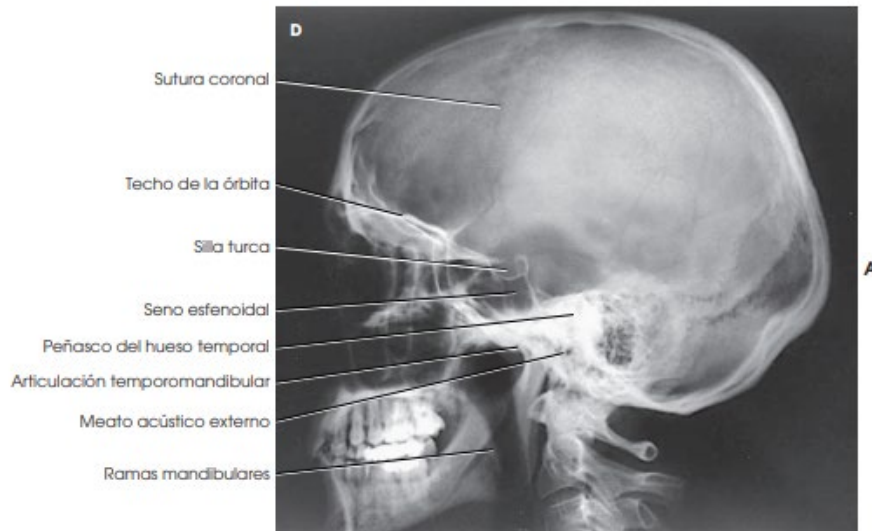 D
Sutura coronal
Techo de la órbita
Silla turca
Seno esfenoidal
Peñasco del hueso temporal
Articulación temporomandibular
Meato acústico externo
Ramas mandibulares
A